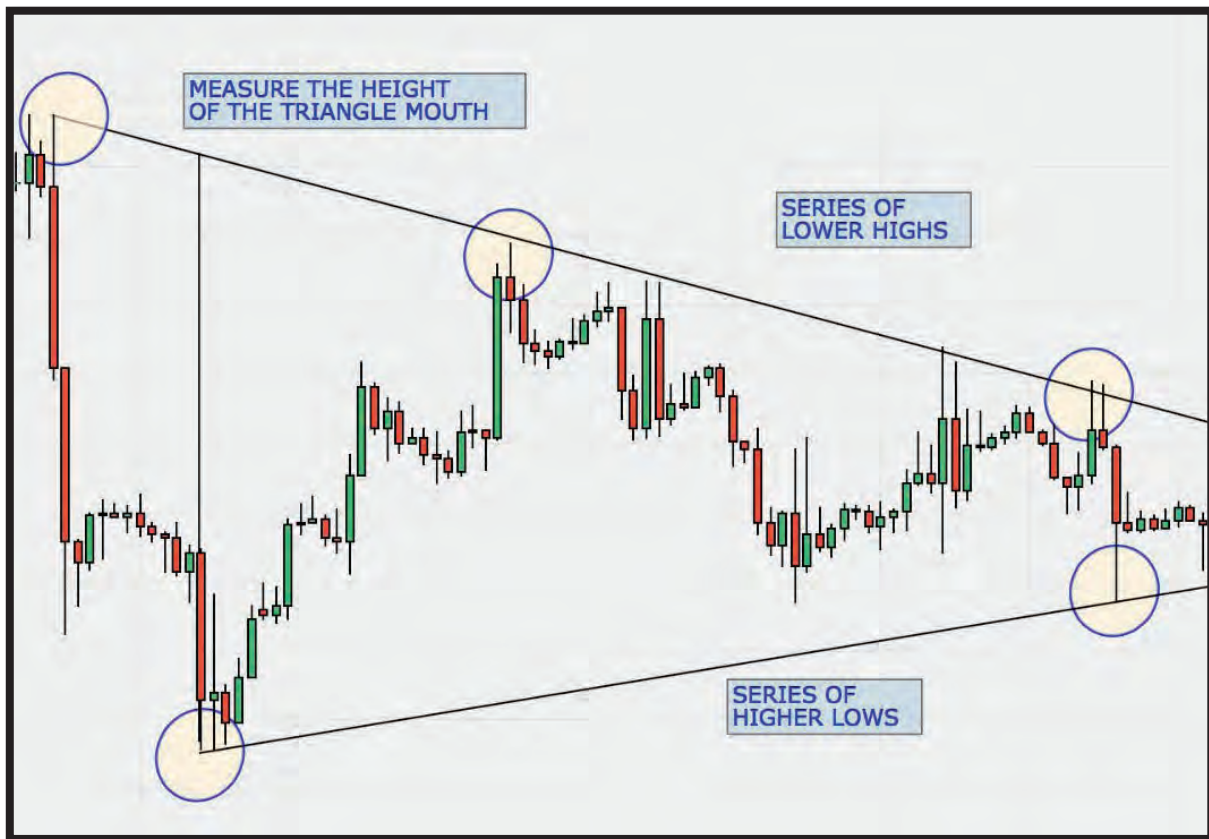 MEASURE THE HEIGHT
OF THE TRIANGLE MOUTH
SERIES OF
LOWER HIGHS
SERIES OF
HIGHER LOWS